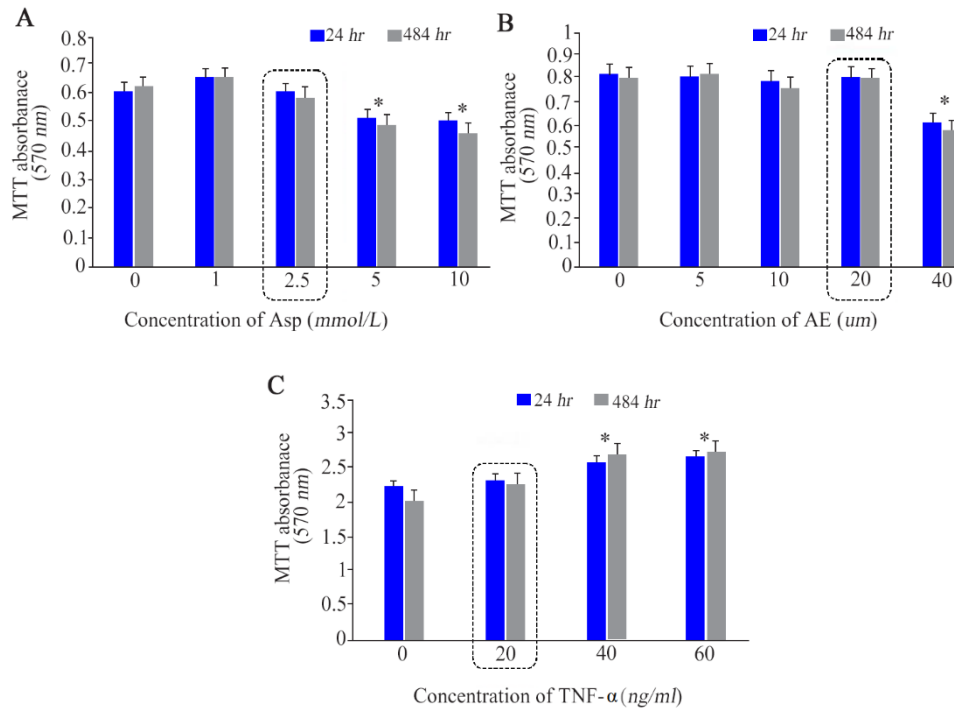 A
24 hr 484 hr
0.8
0.7
0.6
0.5
0.4
0.3
0.2
0.1
0
MTT absorbanace
(570 nm)
* *
0 1 2.5 5 10
Concentration of Asp (mmol/L)
B
24 hr 484 hr
1
0.9
0.8
0.7
0.6
0.5
0.4
0.3
0.2
0.1
0
MTT absorbanace
(570 nm)
*
0 5 10 20 40
Concentration of AE (um)
C
24 hr 484 hr
3.5
3
2.5
2
1.5
1
0.5
0
MTT absorbanace
(570 nm)
* *
0 20 40 60
Concentration of TNF-α (ng/ml)